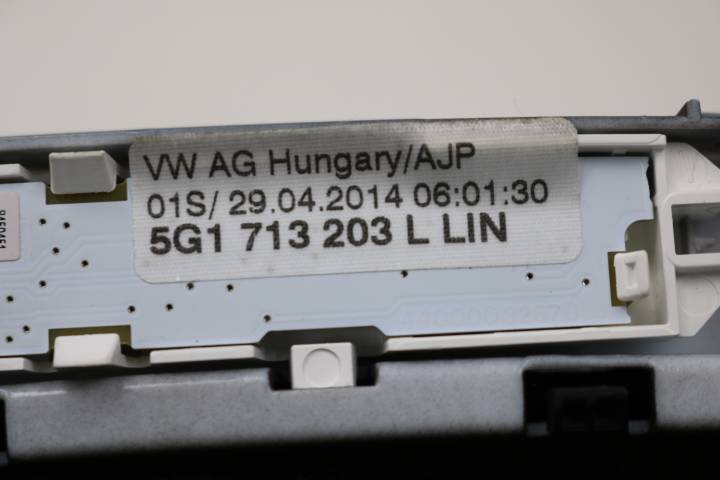 VW AG Hungary/AJP
01S/ 29.04.2014 06:01:30
5G1 713 203 L LIN